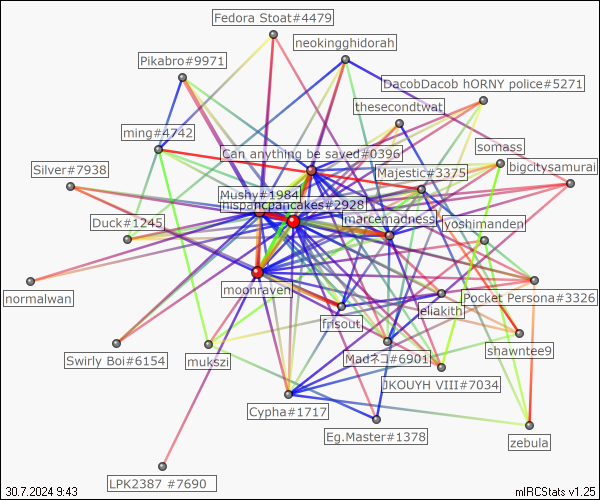 Fedora Stoat#4479
neokingghidorah
Pikabro#9971
DacobDacob hORNY police#5271
thesecondtwat
ming#4742
somass
Can anything be saved#0396
bigcitysamurai
Silver#7938
Majestic#3375
Mushy#1984
hispanicpancakes#2928
Duck#1245
marcemadness
yoshimanden
moonraven
normalwan
Pocket Persona#3326
eliakith
frisout
shawntee9
Swirly Boi#6154
mukszi
Madネコ#6901
JKOUYH VIII#7034
Cypha#1717
Eg.Master#1378
zebula
LPK2387 #7690
30.7.2024 9:43
mIRCStats v1.25